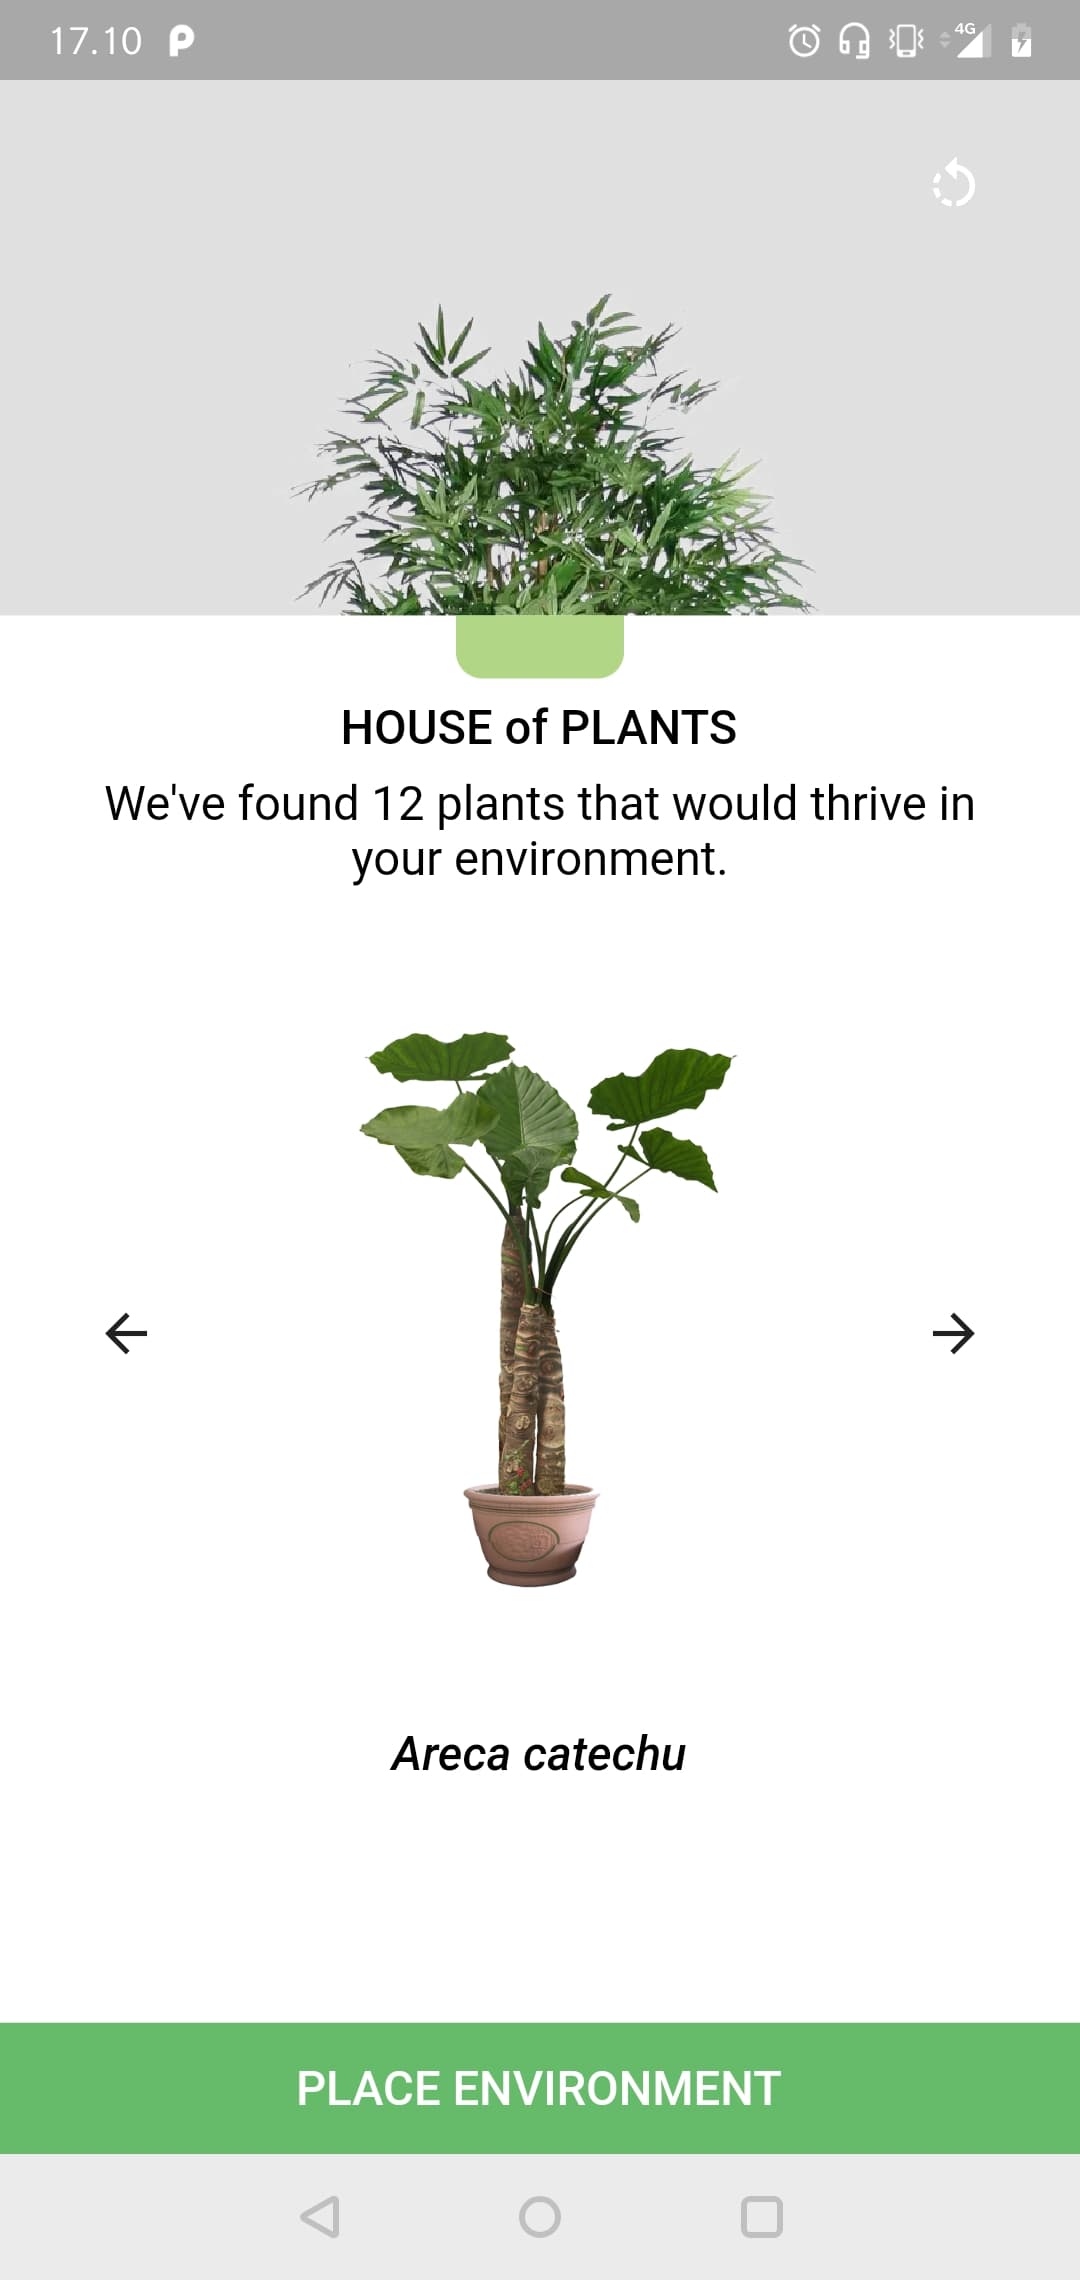 17.10
4G
HOUSE of PLANTS
We've found 12 plants that would thrive in
your environment.
Areca catechu
PLACE ENVIRONMENT